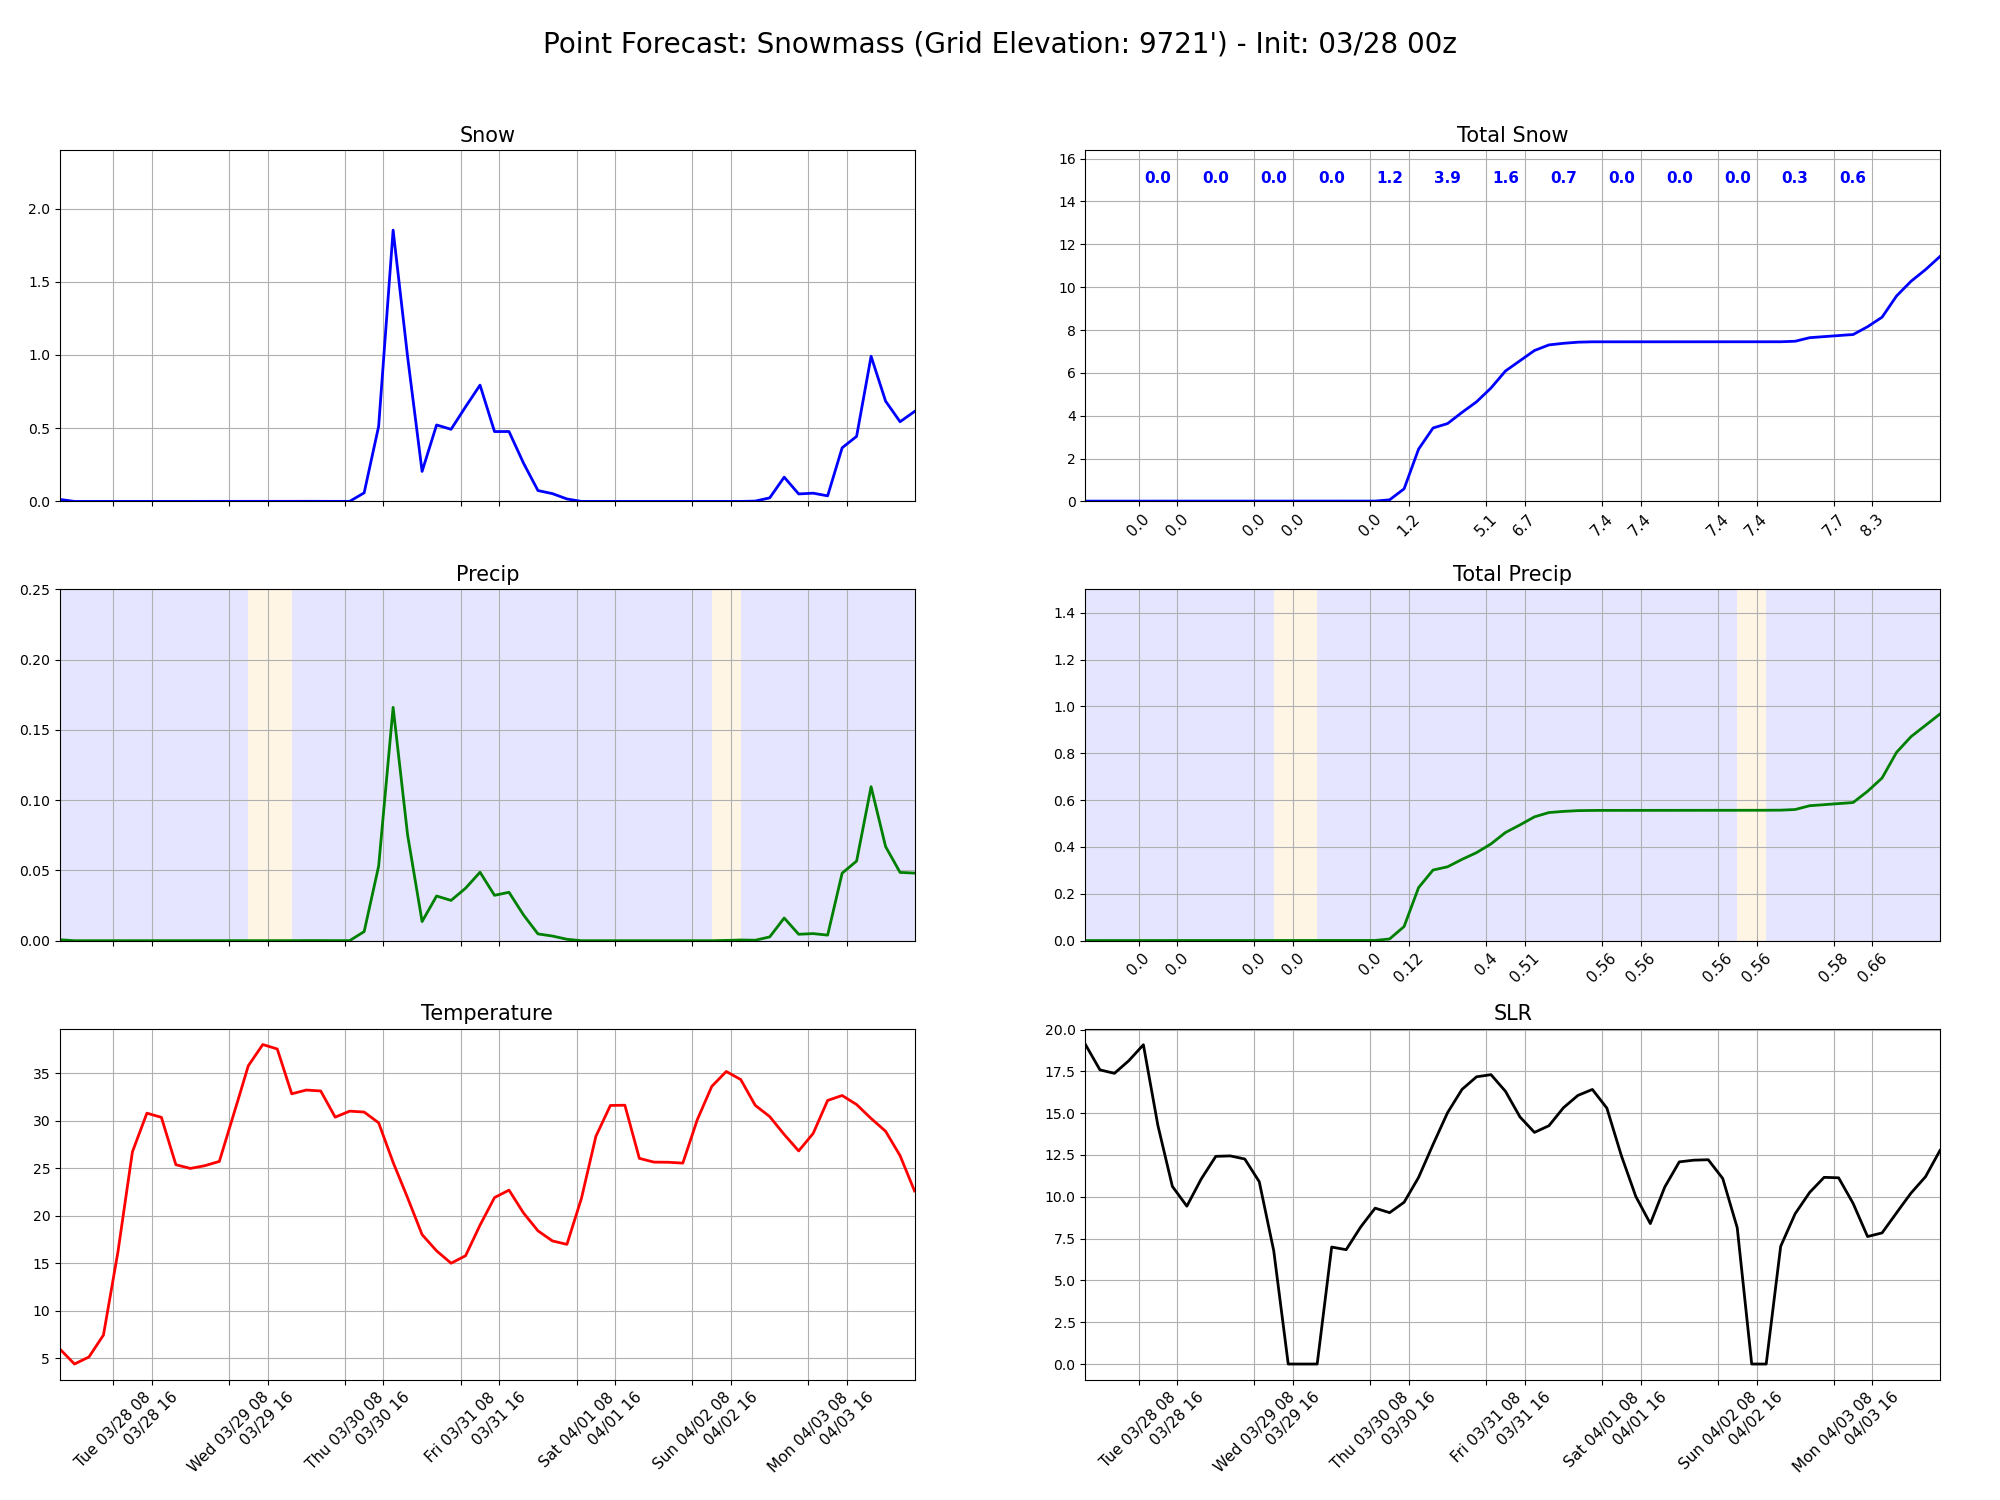 Point Forecast: Snowmass (Grid Elevation: 9721') - Init: 03/28 00z
Snow
2.0
1.5
1.0
0.5
0.0
Total Snow
0.0 0.0 0.0 0.0 1.2 3.9 1.6 0.7 0.0 0.0 0.0 0.3 0.6
16
14
12
10
8
6
4
2
0
0.0 0.0 0.0 0.0 0.0 1.2 5.1 6.7 7.4 7.4 7.4 7.4 7.7 8.3
Precip
0.25
0.20
0.15
0.10
0.05
0.00
Total Precip
1.4
1.2
1.0
0.8
0.6
0.4
0.2
0.0
0.0 0.0 0.0 0.0 0.0 0.12 0.4 0.51 0.56 0.56 0.56 0.56 0.58 0.66
Temperature
35
30
25
20
15
10
5
Tue 03/28 08
03/28 16
Wed 03/29 08
03/29 16
Thu 03/30 08
03/30 16
Fri 03/31 08
03/31 16
Sat 04/01 08
04/01 16
Sun 04/02 08
04/02 16
Mon 04/03 08
04/03 16
SLR
20.0
17.5
15.0
12.5
10.0
7.5
5.0
2.5
0.0
Tue 03/28 08
03/28 16
Wed 03/29 08
03/29 16
Thu 03/30 08
03/30 16
Fri 03/31 08
03/31 16
Sat 04/01 08
04/01 16
Sun 04/02 08
04/02 16
Mon 04/03 08
04/03 16